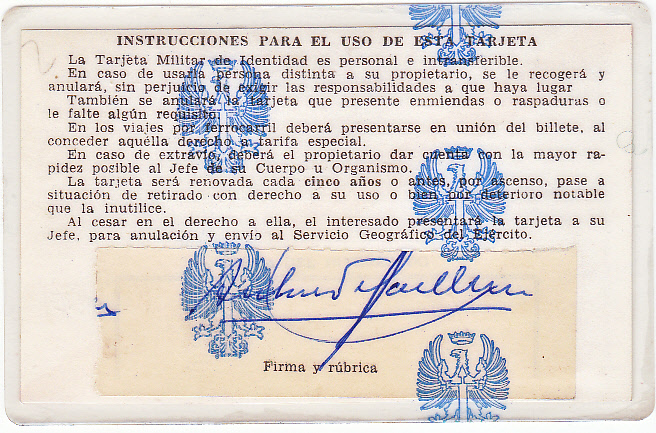 INSTRUCCIONES PARA EL USO DE ESTA TARJETA
La Tarjeta Militar de Identidad es personal e intransferible.
En caso de usarla persona distinta a su propietario, se le recogerá y
anulará, sin perjuicio de exigir las responsabilidades a que haya lugar
También se anulará la tarjeta que presente enmiendas o raspaduras o
le falte algún requisito.
En los viajes por ferrocarril deberá presentarse en unión del billete, al
conceder aquélla derecho a tarifa especial.
En caso de extravío, deberá el propietario dar cuenta con la mayor ra-
pidez posible al Jefe de su Cuerpo u Organismo.
La tarjeta será renovada cada cinco años o antes, por ascenso, pase a
situación de retirado con derecho a su uso o bien por deterioro notable
que la inutilice.
Al cesar en el derecho a ella, el interesado presentará la tarjeta a su
Jefe, para anulación y envío al Servicio Geográfico del Ejército.
Firma y rúbrica